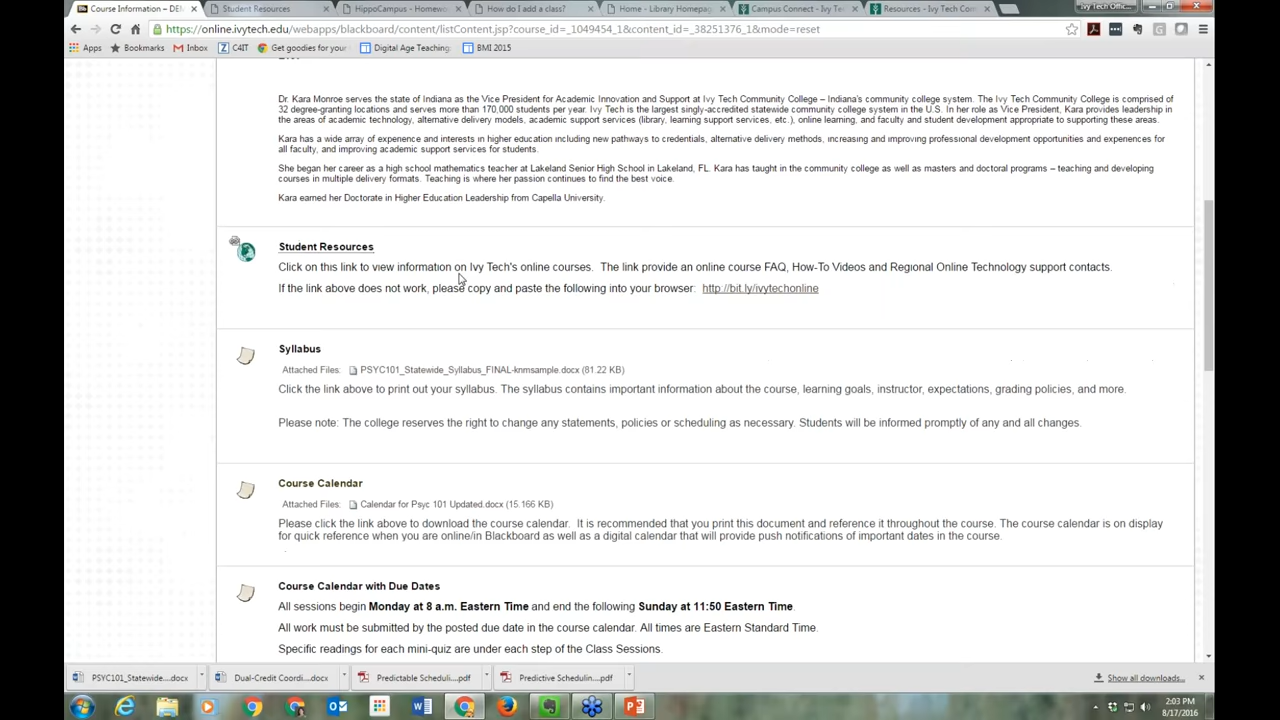 Course Information – DEM
Student Resources
HippoCampus - Homework
How do I add a class?
Home - Library Homepag
Campus Connect - Ivy Te
Resources - Ivy Tech Com
Ivy Tech Offic...
https://online.ivytech.edu/webapps/blackboard/content/listContent.jsp?course_id=_1049454_1&content_id=_38251376_1&mode=reset
Apps Bookmarks Inbox C4IT Get goodies for your Digital Age Teaching BMI 2015
Dr. Kara Monroe serves the state of Indiana as the Vice President for Academic Innovation and Support at Ivy Tech Community College – Indiana's community college system. The Ivy Tech Community College is comprised of
32 degree-granting locations and serves more than 170,000 students per year. Ivy Tech is the largest singly-accredited statewide community college system in the U.S. In her role as Vice President, Kara provides leadership in
the areas of academic technology, alternative delivery models, academic support services (library, learning support services, etc.), online learning, and faculty and student development appropriate to supporting these areas.
Kara has a wide array of experience and interests in higher education including new pathways to credentials, alternative delivery methods, increasing and improving professional development opportunities and experiences for
all faculty, and improving academic support services for students.
She began her career as a high school mathematics teacher at Lakeland Senior High School in Lakeland, FL. Kara has taught in the community college as well as masters and doctoral programs – teaching and developing
courses in multiple delivery formats. Teaching is where her passion continues to find the best voice.
Kara earned her Doctorate in Higher Education Leadership from Capella University.
Student Resources
Click on this link to view information on Ivy Tech's online courses. The link provide an online course FAQ, How-To Videos and Regional Online Technology support contacts.
If the link above does not work, please copy and paste the following into your browser: http://bit.ly/ivytechonline
Syllabus
Attached Files: PSYC101_Statewide_Syllabus_FINAL-knmsample.docx (81.22 KB)
Click the link above to print out your syllabus. The syllabus contains important information about the course, learning goals, instructor, expectations, grading policies, and more.
Please note: The college reserves the right to change any statements, policies or scheduling as necessary. Students will be informed promptly of any and all changes.
Course Calendar
Attached Files: Calendar for Psyc 101 Updated.docx (15.166 KB)
Please click the link above to download the course calendar. It is recommended that you print this document and reference it throughout the course. The course calendar is on display
for quick reference when you are online/in Blackboard as well as a digital calendar that will provide push notifications of important dates in the course.
Course Calendar with Due Dates
All sessions begin Monday at 8 a.m. Eastern Time and end the following Sunday at 11:50 Eastern Time.
All work must be submitted by the posted due date in the course calendar. All times are Eastern Standard Time.
Specific readings for each mini-quiz are under each step of the Class Sessions.
PSYC101_Statewide....docx
Dual-Credit Coordi....docx
Predictable Scheduli....pdf
Predictive Schedulin....pdf
Show all downloads...
2:03 PM
8/17/2016